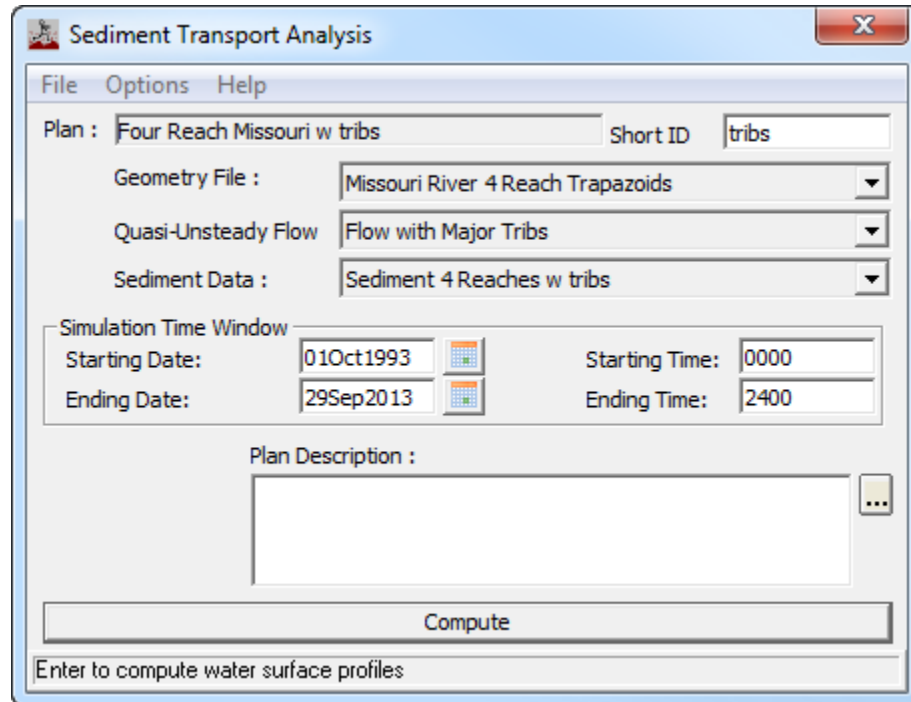 Sediment Transport Analysis
File Options Help
Plan : Four Reach Missouri w tribs Short ID tribs
Geometry File : Missouri River 4 Reach Trapazoids
Quasi-Unsteady Flow Flow with Major Tribs
Sediment Data : Sediment 4 Reaches w tribs
Simulation Time Window
Starting Date: 01Oct1993 Starting Time: 0000
Ending Date: 29Sep2013 Ending Time: 2400
Plan Description :
...
Compute
Enter to compute water surface profiles